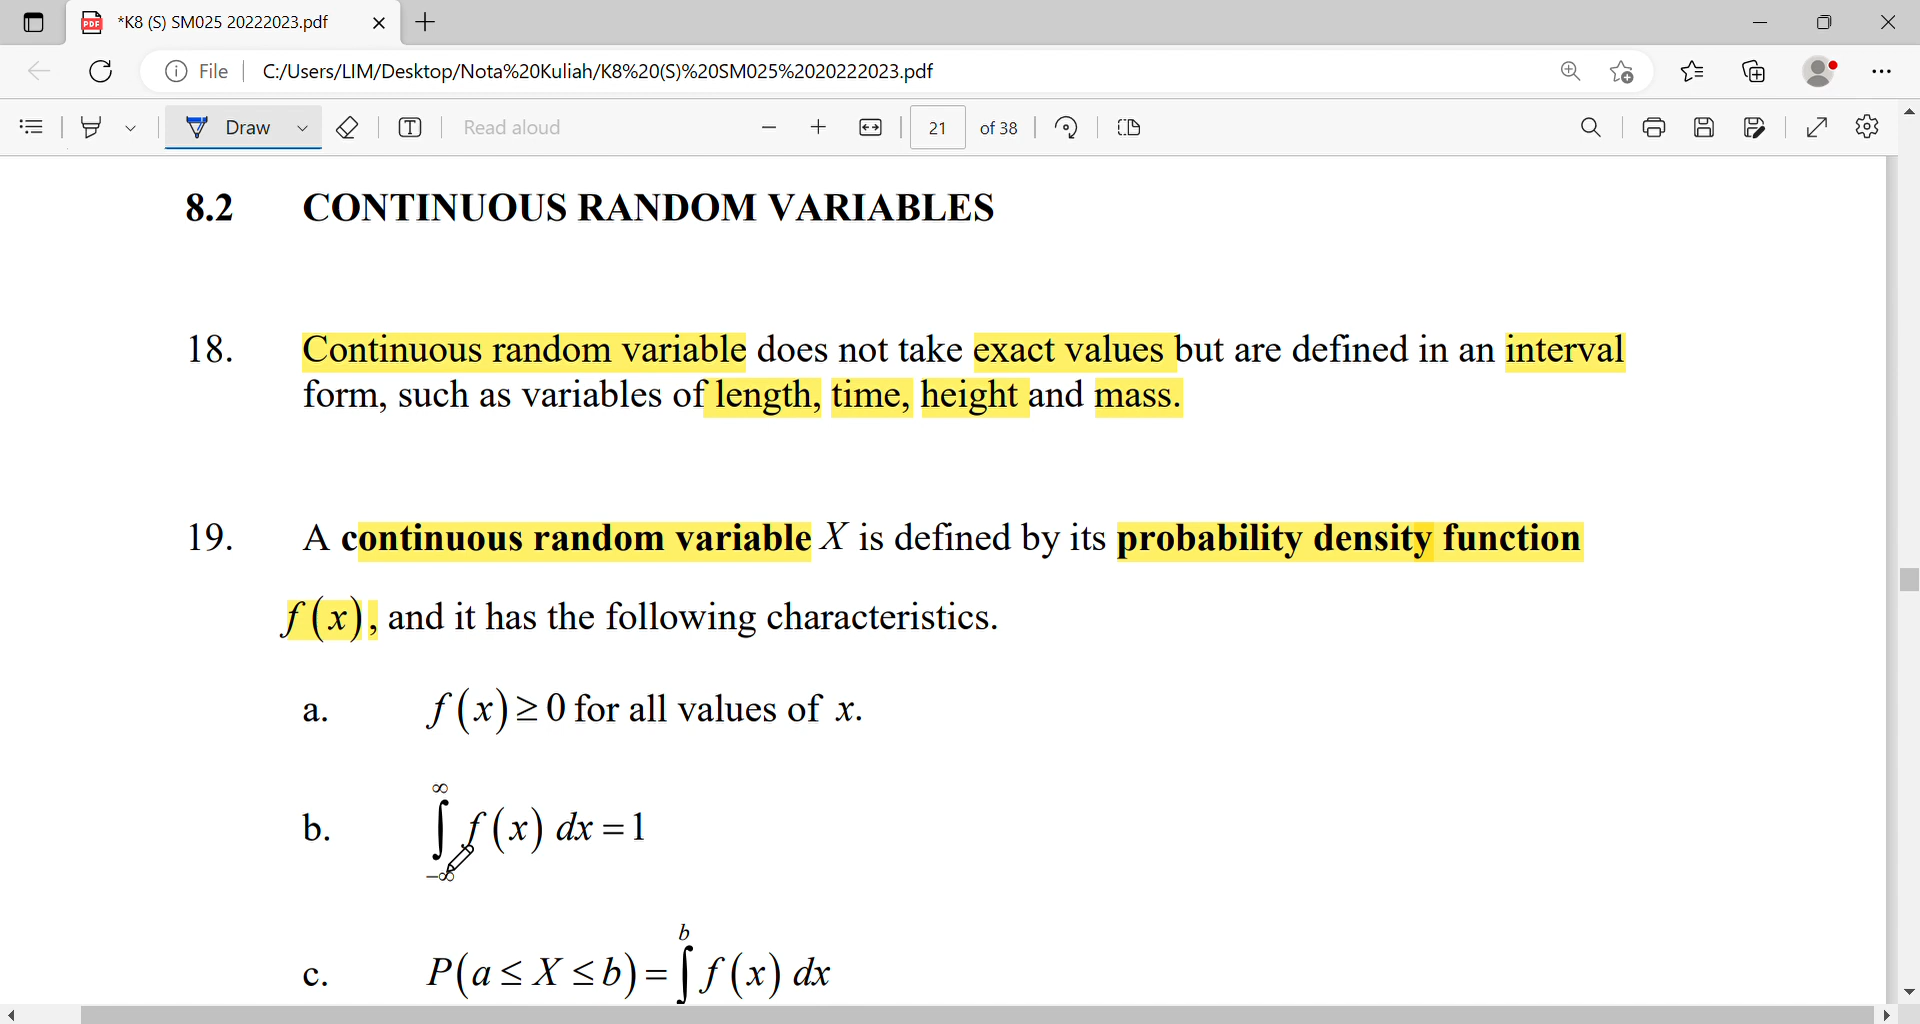 *K8 (S) SM025 20222023.pdf
File C:/Users/LIM/Desktop/Nota%20Kuliah/K8%20(S)%20SM025%2020222023.pdf
Draw Read aloud 21 of 38
8.2 CONTINUOUS RANDOM VARIABLES
18. Continuous random variable does not take exact values but are defined in an interval
form, such as variables of length, time, height and mass.
19. A continuous random variable X is defined by its probability density function
f(x), and it has the following characteristics.
a. f(x) ≥ 0 for all values of x.
b. ∫_{-∞}^{∞} f(x) dx = 1
c. P(a ≤ X ≤ b) = ∫^{b} f(x) dx